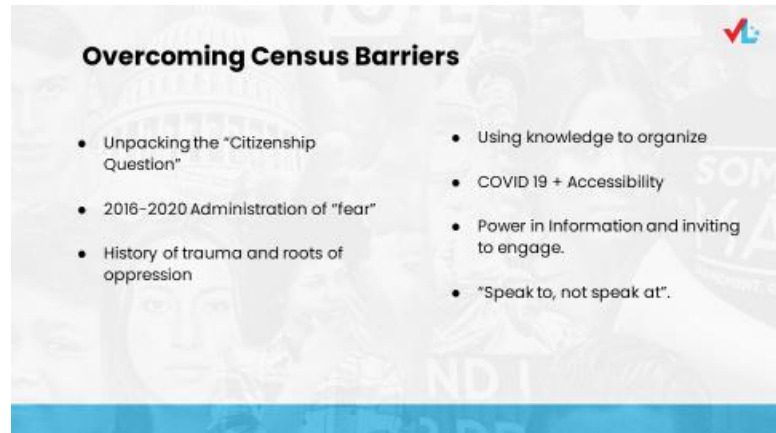 Overcoming Census Barriers
● Unpacking the “Citizenship
Question”
● 2016-2020 Administration of “fear”
● History of trauma and roots of
oppression
● Using knowledge to organize
● COVID 19 + Accessibility
● Power in Information and inviting
to engage.
● “Speak to, not speak at”.
VOTE